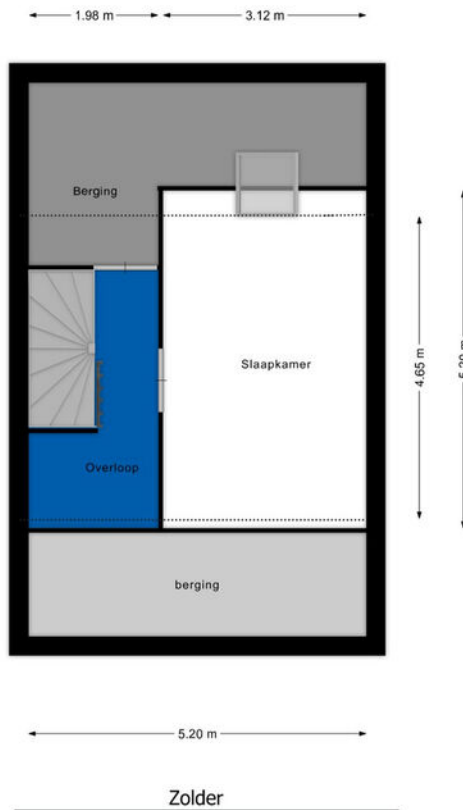 1.98 m
3.12 m
Berging
Slaapkamer
4.65 m
Overloop
berging
5.20 m
Zolder